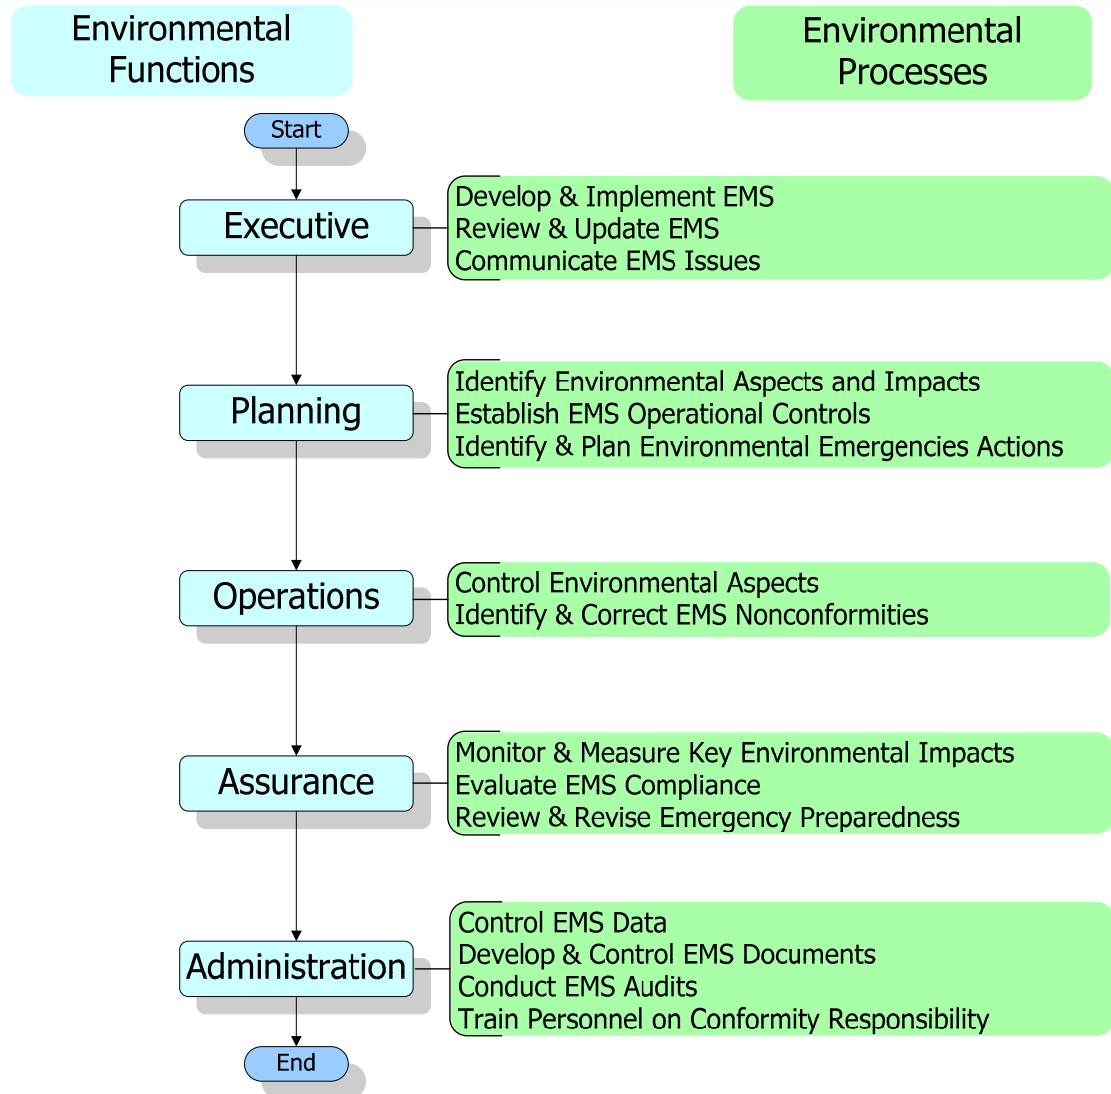 Environmental
Functions
Environmental
Processes
Start
Executive
Develop & Implement EMS
Review & Update EMS
Communicate EMS Issues
Planning
Identify Environmental Aspects and Impacts
Establish EMS Operational Controls
Identify & Plan Environmental Emergencies Actions
Operations
Control Environmental Aspects
Identify & Correct EMS Nonconformities
Assurance
Monitor & Measure Key Environmental Impacts
Evaluate EMS Compliance
Review & Revise Emergency Preparedness
Administration
Control EMS Data
Develop & Control EMS Documents
Conduct EMS Audits
Train Personnel on Conformity Responsibility
End